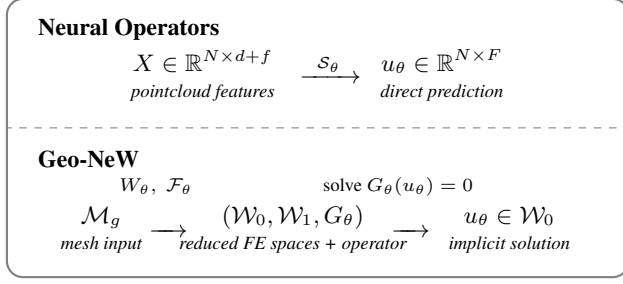 Neural Operators
X ∈ ℝ^{N×d+f} \xrightarrow{𝒮_θ} u_θ ∈ ℝ^{N×F}
pointcloud features direct prediction
Geo-NeW
W_θ, ℱ_θ solve G_θ(u_θ) = 0
ℳ_g ⟶ (𝒲_0, 𝒲_1, G_θ) ⟶ u_θ ∈ 𝒲_0
mesh input reduced FE spaces + operator implicit solution